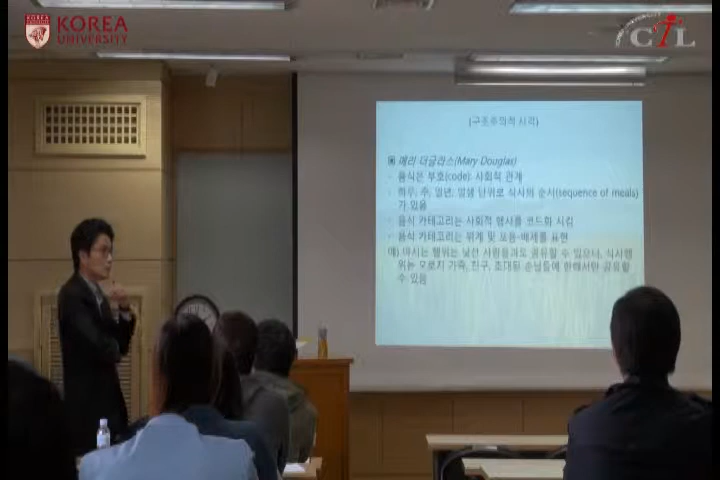 KOREA
UNIVERSITY
CTL
(구조주의적 시각)
메리 더글라스(Mary Douglas)
음식은 부호(code): 사회적 관계
하루, 주, 일년, 일생 단위로 식사의 순서(sequence of meals)
가 있음
음식 카테고리는 사회적 행사를 코드화 시킴
음식 카테고리는 위계 및 포용-배제를 표현
예) 마시는 행위는 낯선 사람들과도 공유할 수 있으나, 식사행
위는 오로지 가족, 친구, 초대된 손님들에 한해서만 공유할
수 있음